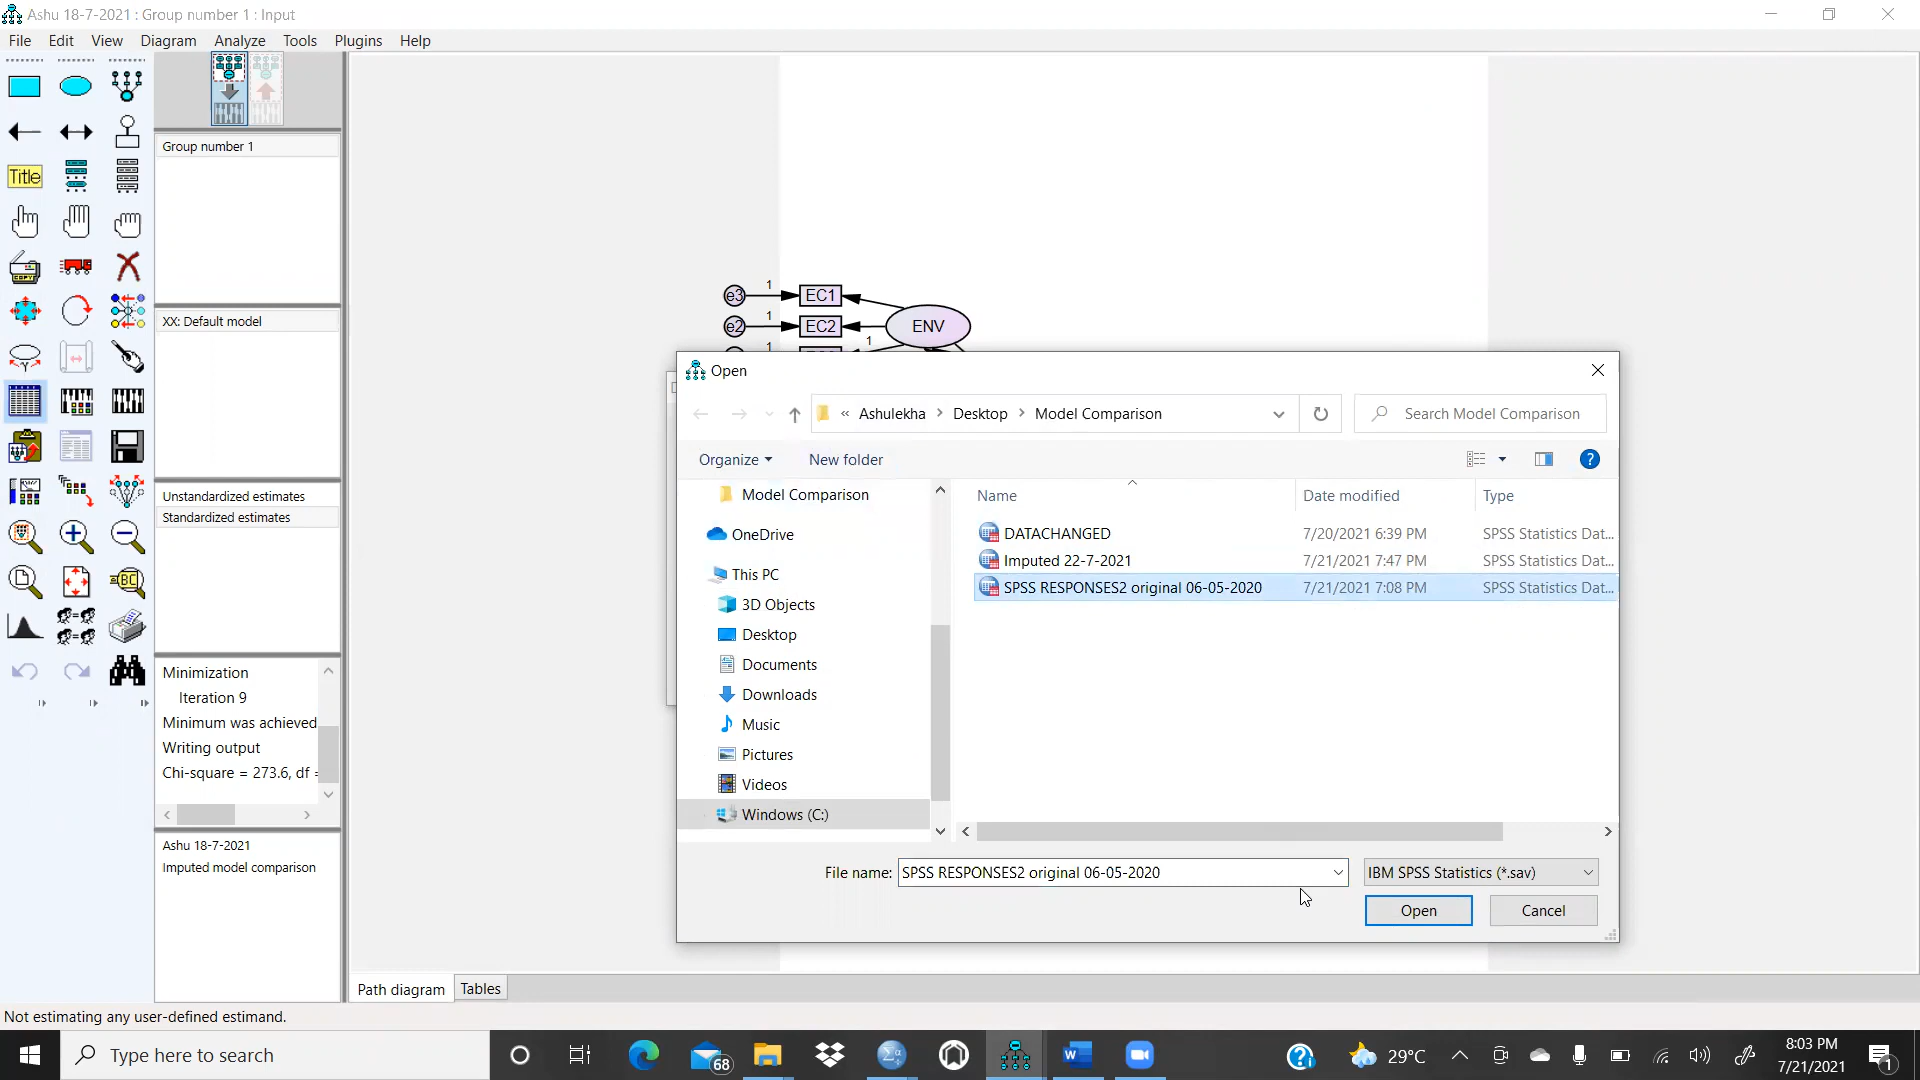 Ashu 18-7-2021 : Group number 1 : Input
File Edit View Diagram Analyze Tools Plugins Help
Title
COPY
ABC
Group number 1
XX: Default model
Unstandardized estimates
Standardized estimates
Minimization
Iteration 9
Minimum was achieved
Writing output
Chi-square = 273.6, df =
Ashu 18-7-2021
Imputed model comparison
e3 1 EC1
e2 1 EC2 ENV
1 1
Open
« Ashulekha > Desktop > Model Comparison
Search Model Comparison
Organize New folder
Model Comparison
OneDrive
This PC
3D Objects
Desktop
Documents
Downloads
Music
Pictures
Videos
Windows (C:)
Name Date modified Type
DATACHANGED 7/20/2021 6:39 PM SPSS Statistics Dat...
Imputed 22-7-2021 7/21/2021 7:47 PM SPSS Statistics Dat...
SPSS RESPONSES2 original 06-05-2020 7/21/2021 7:08 PM SPSS Statistics Dat...
File name: SPSS RESPONSES2 original 06-05-2020 IBM SPSS Statistics (*.sav)
Open Cancel
Path diagram Tables
Not estimating any user-defined estimand.
Type here to search
68
29°C
8:03 PM
7/21/2021
1